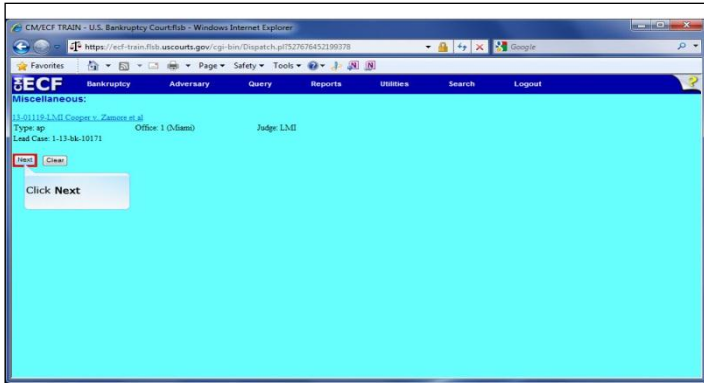 CM/ECF TRAIN - U.S. Bankruptcy Court:flsb - Windows Internet Explorer
https://ecf-train.flsb.uscourts.gov/cgi-bin/Dispatch.pl?527676452199378
Google
Favorites Page Safety Tools
ECF Bankruptcy Adversary Query Reports Utilities Search Logout ?
Miscellaneous:
13-01119-LMI Cooper v. Zamore et al
Type: ap Office: 1 (Miami) Judge: LMI
Lead Case: 1-13-bk-10171
Next Clear
Click Next